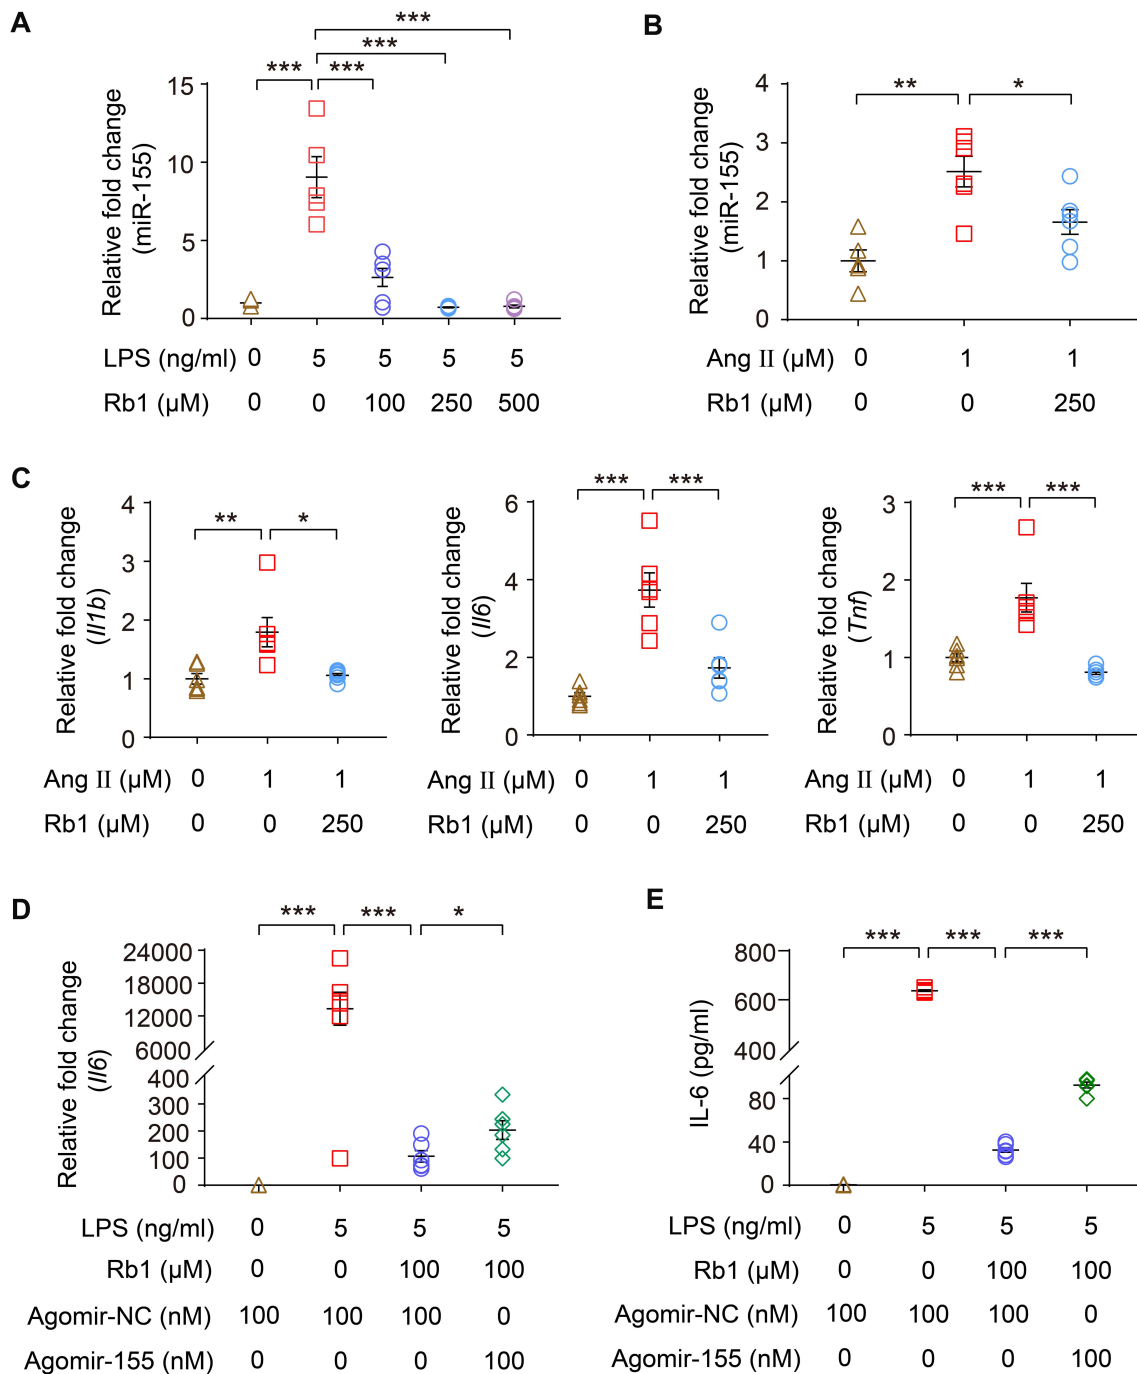 A
***
***
*** ***
Relative fold change
(miR-155)
15
10
5
0
LPS (ng/ml) 0 5 5 5 5
Rb1 (μM) 0 0 100 250 500
B
** *
Relative fold change
(miR-155)
4
3
2
1
0
Ang II (μM) 0 1 1
Rb1 (μM) 0 0 250
C
** *
Relative fold change
(Il1b)
4
3
2
1
0
Ang II (μM) 0 1 1
Rb1 (μM) 0 0 250
*** ***
Relative fold change
(Il6)
6
4
2
0
Ang II (μM) 0 1 1
Rb1 (μM) 0 0 250
*** ***
Relative fold change
(Tnf)
3
2
1
0
Ang II (μM) 0 1 1
Rb1 (μM) 0 0 250
D
*** *** *
Relative fold change
(Il6)
24000
18000
12000
6000
400
300
200
100
0
LPS (ng/ml) 0 5 5 5
Rb1 (μM) 0 0 100 100
Agomir-NC (nM) 100 100 100 0
Agomir-155 (nM) 0 0 0 100
E
*** *** ***
IL-6 (pg/ml)
800
600
400
80
40
0
LPS (ng/ml) 0 5 5 5
Rb1 (μM) 0 0 100 100
Agomir-NC (nM) 100 100 100 0
Agomir-155 (nM) 0 0 0 100